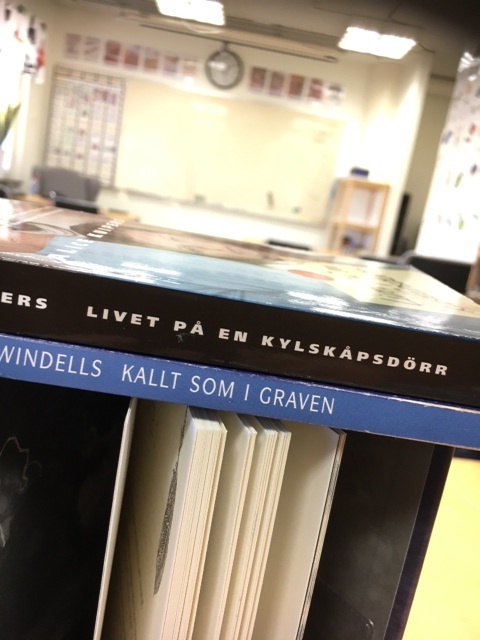 ERS LIVET PÅ EN KYLSKÅPSDÖRR
WINDELLS KALLT SOM I GRAVEN